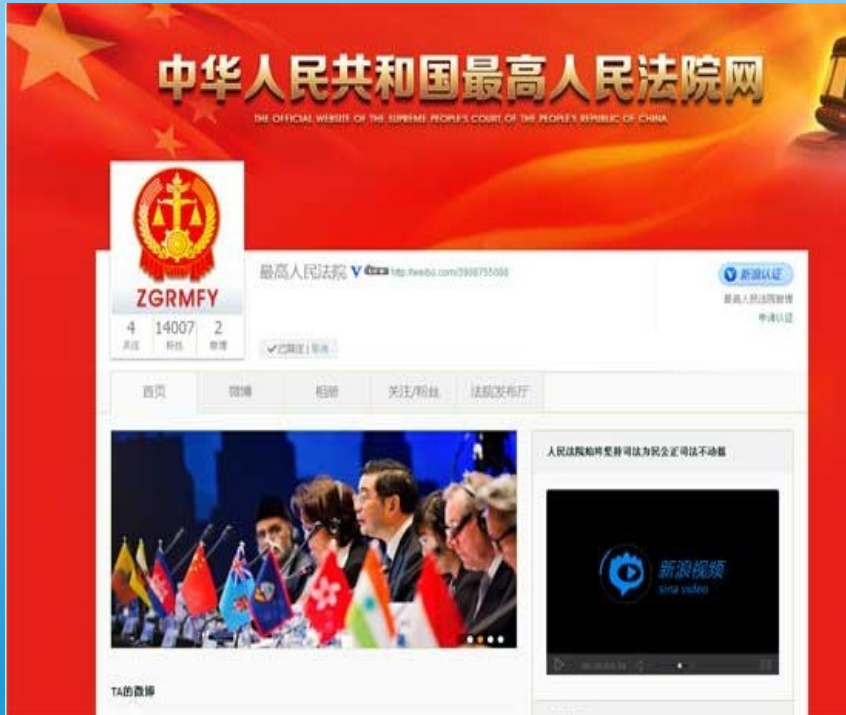 中华人民共和国最高人民法院网
THE OFFICIAL WEBSITE OF THE SUPREME PEOPLE'S COURT OF THE PEOPLE'S REPUBLIC OF CHINA
ZGRMFY
4 14007 2
关注 粉丝 微博
最高人民法院 V http://weibo.com/3908755088
已关注 | 取消
V 新浪认证
最高人民法院微博
申请认证
首页 微博 相册 关注/粉丝 法院发布厅
人民法院始终坚持司法为民公正司法不动摇
新浪视频
sina video
TA的微博